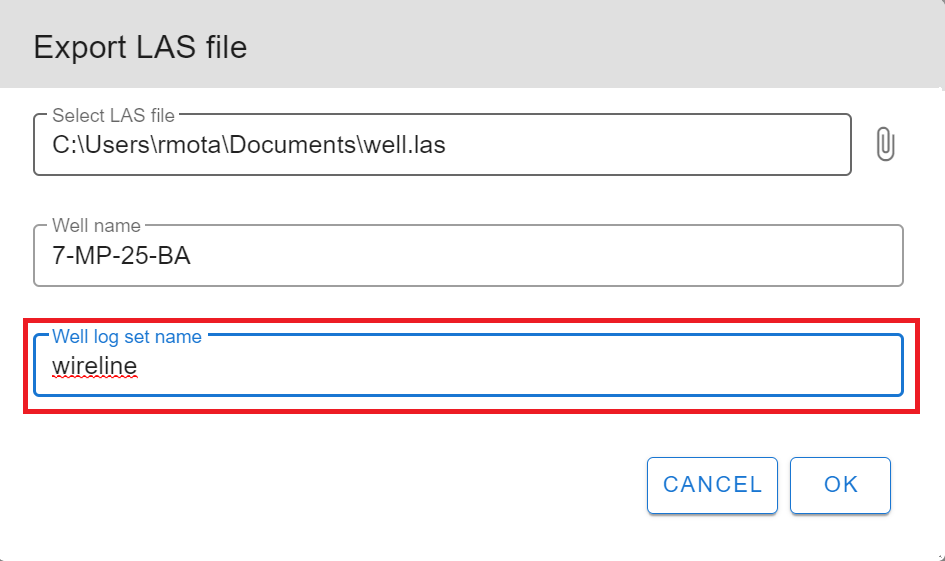 Export LAS file
Select LAS file
C:\Users\rmota\Documents\well.las
Well name
7-MP-25-BA
Well log set name
wireline
CANCEL OK